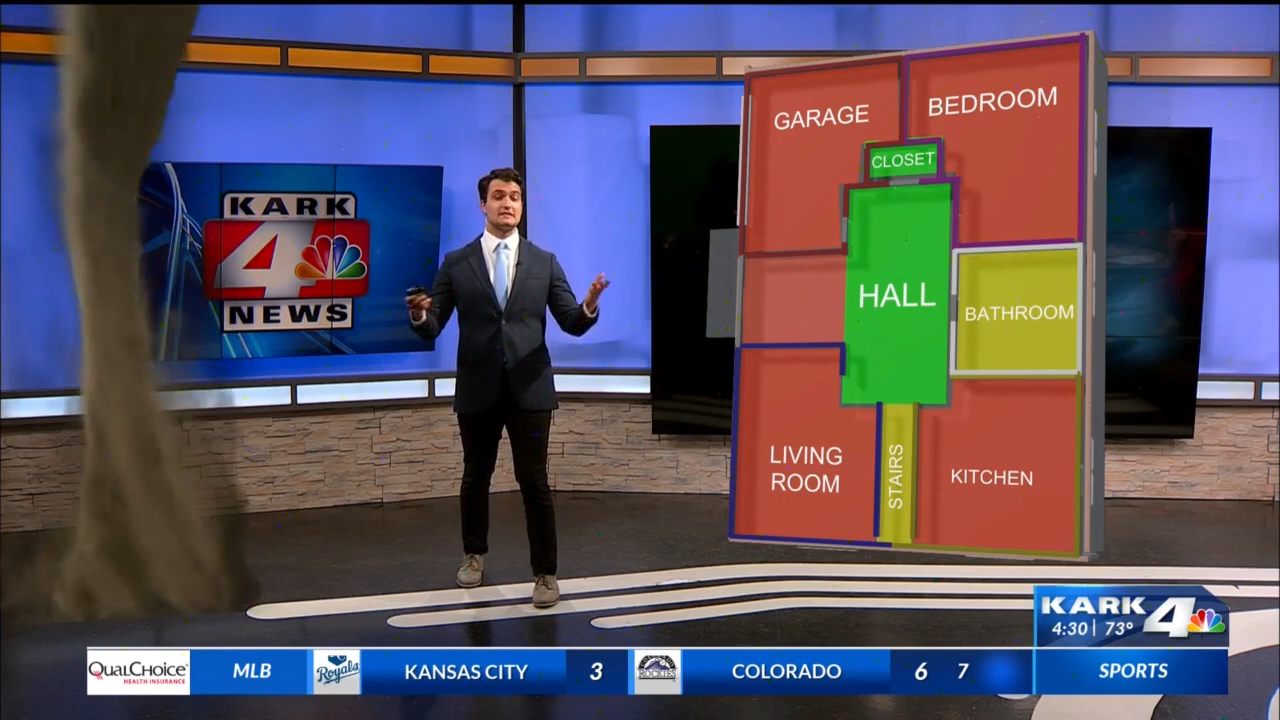 KARK
4
NEWS
GARAGE
BEDROOM
CLOSET
HALL
BATHROOM
LIVING
ROOM
STAIRS
KITCHEN
KARK 4
4:30 | 73°
QUALCHOICE
HEALTH INSURANCE
MLB
Royals
KANSAS CITY 3
ROCKIES
COLORADO 6 7
SPORTS